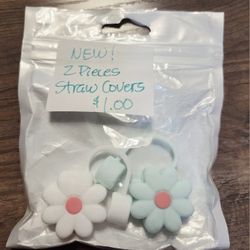 NEW!
2 Pieces
Straw Covers
$1.00